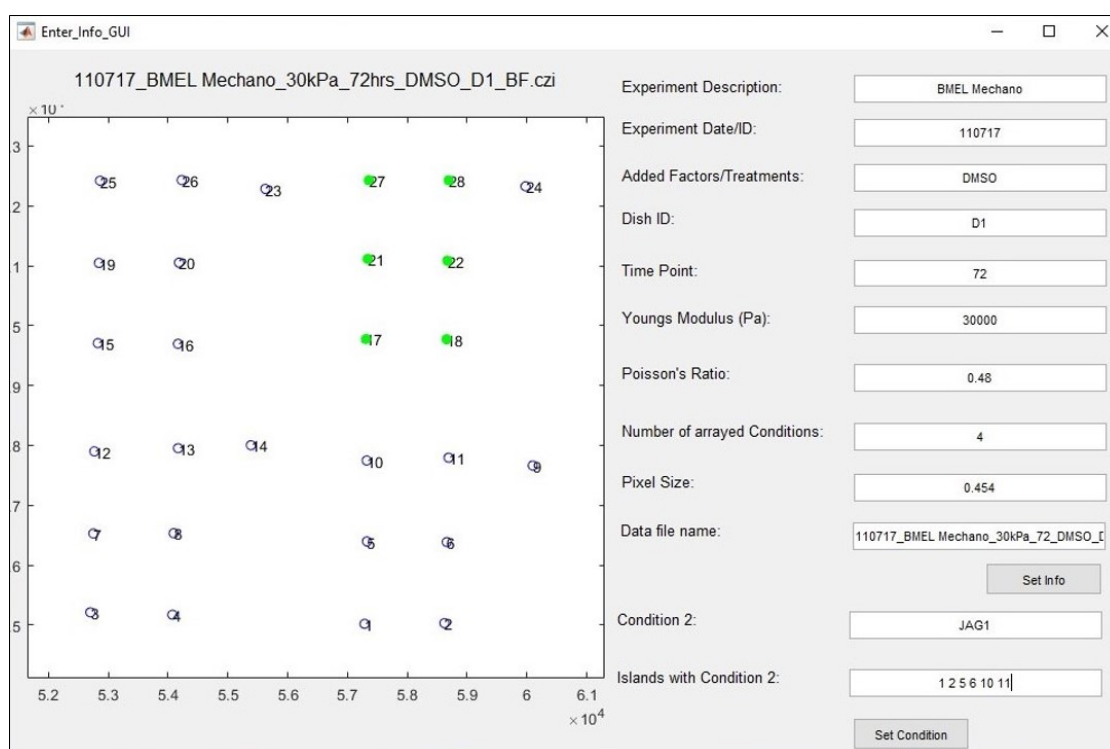 Enter_Info_GUI
110717_BMEL Mechano_30kPa_72hrs_DMSO_D1_BF.czi
× 10
3
2
1
5
9
8
7
6
5
25 26 23 27 28 24
19 20 21 22
15 16 17 18
12 13 14 10 11 9
7 8 5 6
3 4 1 2
5.2 5.3 5.4 5.5 5.6 5.7 5.8 5.9 6 6.1
× 10⁴
Experiment Description: BMEL Mechano
Experiment Date/ID: 110717
Added Factors/Treatments: DMSO
Dish ID: D1
Time Point: 72
Youngs Modulus (Pa): 30000
Poisson's Ratio: 0.48
Number of arrayed Conditions: 4
Pixel Size: 0.454
Data file name: 110717_BMEL Mechano_30kPa_72_DMSO_D
Set Info
Condition 2: JAG1
Islands with Condition 2: 1 2 5 6 10 11
Set Condition